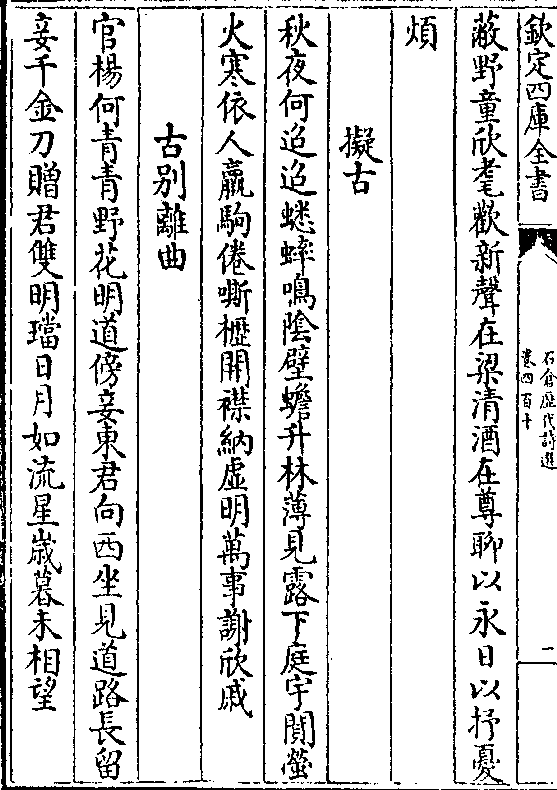 欽定四庫全書
石倉歷代詩選
卷四百十
一
蔽野童欣耄歡新聲在梁清酒在尊聊以永日以抒憂
煩
擬古
秋夜何迢迢蟋蟀鳴陰壁蟾升林薄見露下庭宇闃螢
火寒依人羸駒倦嘶櫪開襟納虛明萬事謝欣戚
古别離曲
官楊何青青野花明道傍妾東君向西坐見道路長留
妾千金刀贈君雙明璫日月如流星嵗暮未相望